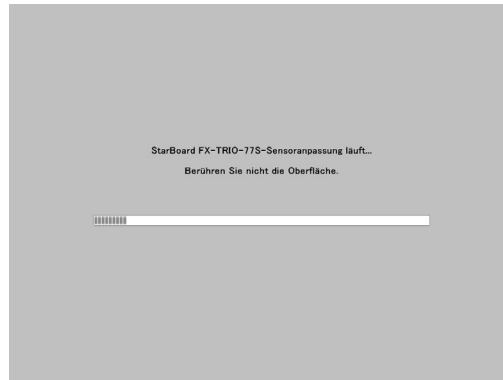 StarBoard FX-TRIO-77S-Sensoranpassung läuft...
Berühren Sie nicht die Oberfläche.